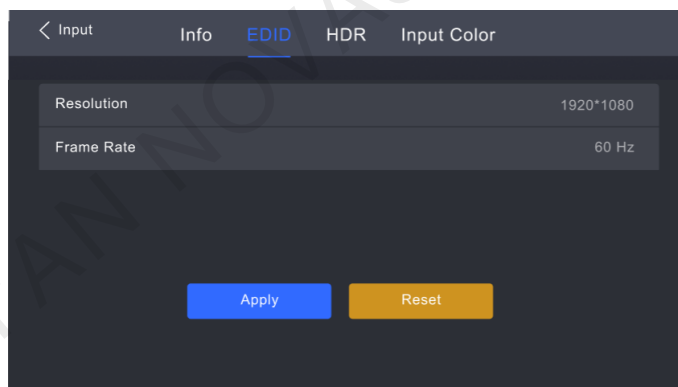 Input Info EDID HDR Input Color
Resolution 1920*1080
Frame Rate 60 Hz
Apply Reset